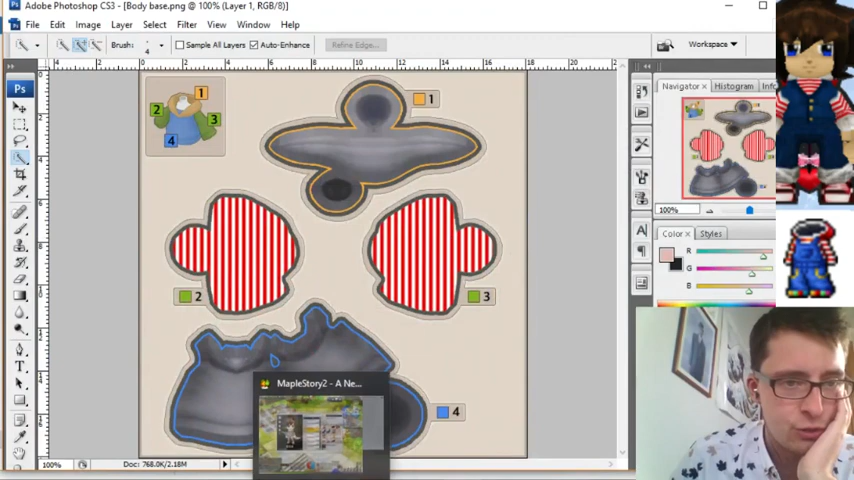 Adobe Photoshop CS3 - [Body base.png @ 100% (Layer 1, RGB/8)]
File Edit Image Layer Select Filter View Window Help
Brush: 4 Sample All Layers Auto-Enhance Refine Edge... Workspace
Ps
Navigator Histogram Info
1
2
3
4
1
2
3
4
100%
Color Styles
R
G
B
MapleStory2 - A Ne...
100% Doc: 768.0K/2.18M